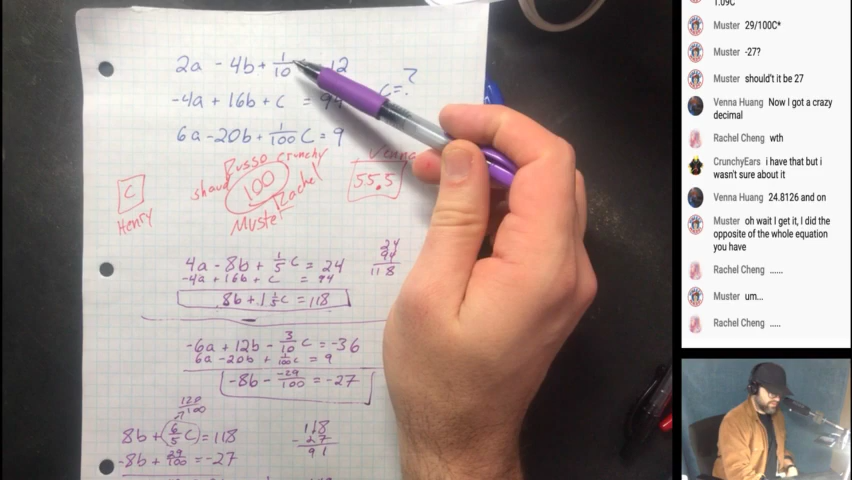 2a - 4b + 1/10 = 12
C = ?
-4a + 16b + C = 94
6a - 20b + 1/100 C = 9
Russo Crunchy
Venna
shaud 100 Rachel
55.5
C
Henry
Muster
4a - 8b + 1/5 C = 24
-4a + 16b + C = 94
8b + 1 1/5 C = 118
24
94
118
-6a + 12b - 3/10 C = -36
6a - 20b + 1/100 C = 9
-8b - -29/100 = -27
120/100
8b + 6/5 C = 118
-8b + 29/100 = -27
118
- 27
91
1.09C
Muster 29/100C*
Muster -27?
Muster should't it be 27
Venna Huang Now I got a crazy
decimal
Rachel Cheng wth
CrunchyEars i have that but i
wasn't sure about it
Venna Huang 24.8126 and on
Muster oh wait I get it, I did the
opposite of the whole equation
you have
Rachel Cheng ......
Muster um...
Rachel Cheng .....